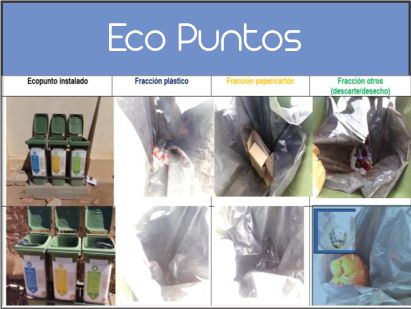 Eco Puntos
Ecopunto instalado
Fracción plástico
Fracción papel/cartón
Fracción otros
(descarte/desecho)